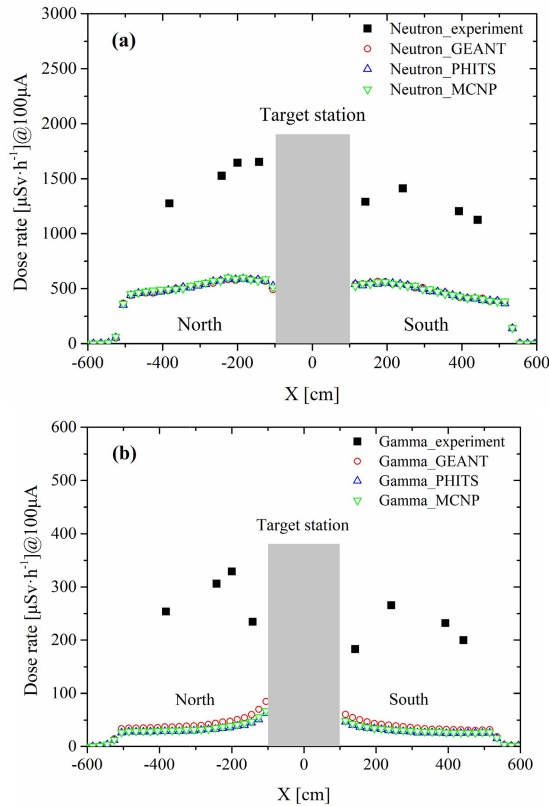 (a)
Neutron_experiment
Neutron_GEANT
Neutron_PHITS
Neutron_MCNP
Target station
North
South
Dose rate [μSv·h⁻¹]@100μA
3000
2500
2000
1500
1000
500
0
-600 -400 -200 0 200 400 600
X [cm]
(b)
Gamma_experiment
Gamma_GEANT
Gamma_PHITS
Gamma_MCNP
Target station
North
South
Dose rate [μSv·h⁻¹]@100μA
600
500
400
300
200
100
0
-600 -400 -200 0 200 400 600
X [cm]